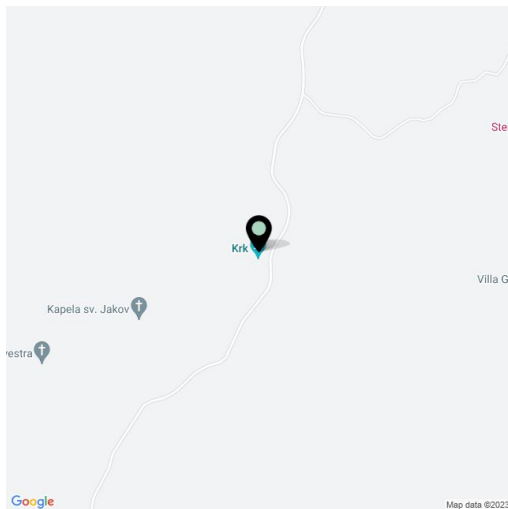 Ste
Krk
Villa G
Kapela sv. Jakov
vestra
Google
Map data ©2023